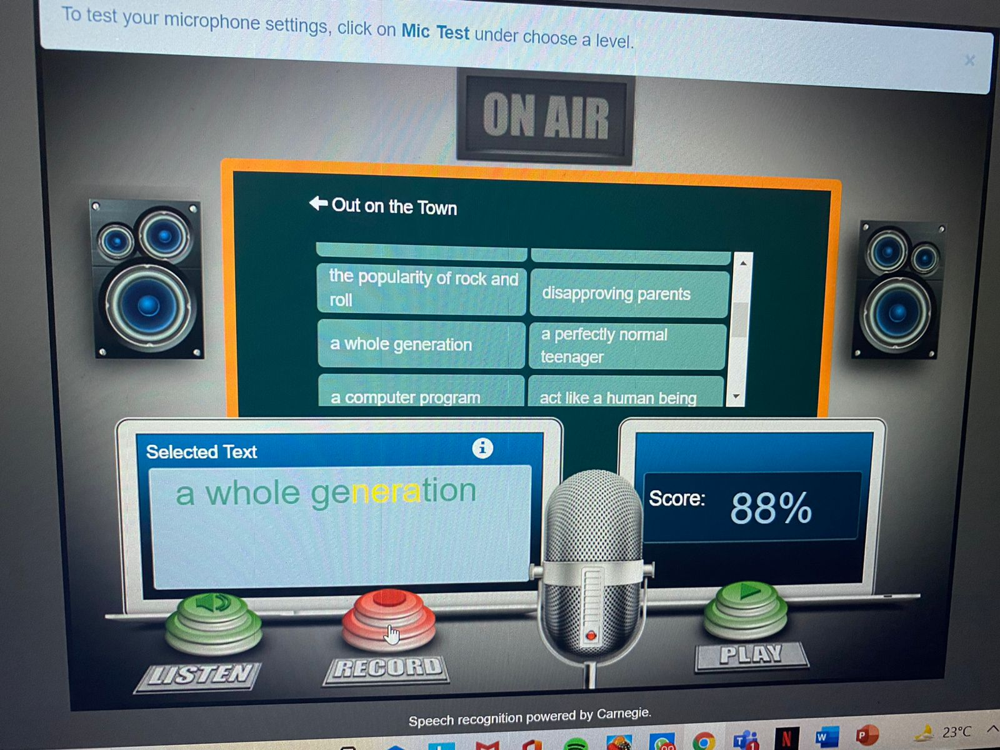 To test your microphone settings, click on Mic Test under choose a level.
×
ON AIR
Out on the Town
the popularity of rock and
roll
disapproving parents
a whole generation
a perfectly normal
teenager
a computer program
act like a human being
Selected Text
i
a whole generation
Score: 88%
LISTEN
RECORD
PLAY
Speech recognition powered by Carnegie.
T 1
N
W
P
23°C